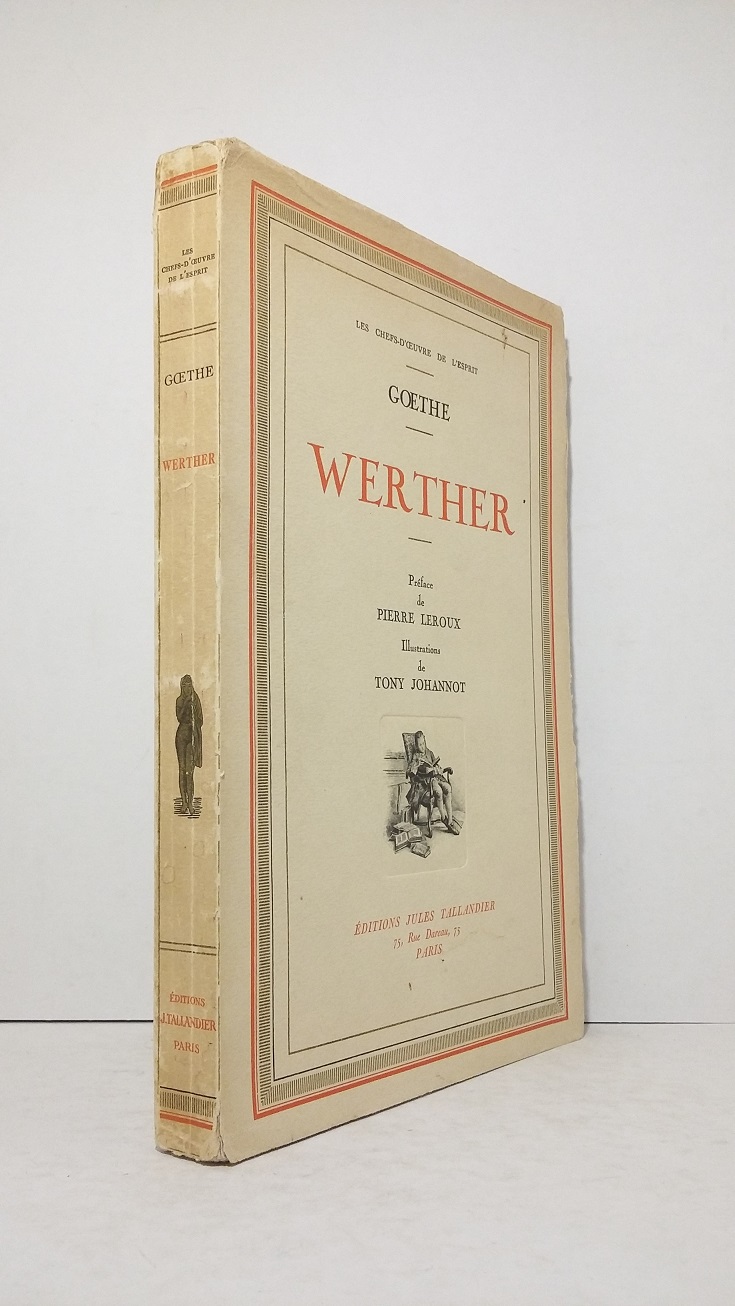 LES
CHEFS-D'ŒUVRE
DE L'ESPRIT
GŒTHE
WERTHER
ÉDITIONS
J. TALLANDIER
PARIS
LES CHEFS-D'ŒUVRE DE L'ESPRIT
GŒTHE
WERTHER
Préface
de
PIERRE LEROUX
Illustrations
de
TONY JOHANNOT
ÉDITIONS JULES TALLANDIER
75, Rue Dareau, 75
PARIS